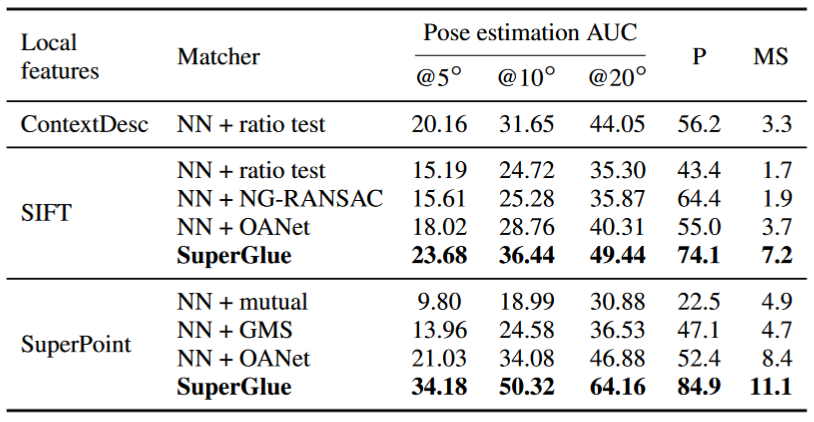 Local features Matcher Pose estimation AUC P MS
@5° @10° @20°
ContextDesc NN + ratio test 20.16 31.65 44.05 56.2 3.3
SIFT NN + ratio test 15.19 24.72 35.30 43.4 1.7
NN + NG-RANSAC 15.61 25.28 35.87 64.4 1.9
NN + OANet 18.02 28.76 40.31 55.0 3.7
SuperGlue 23.68 36.44 49.44 74.1 7.2
SuperPoint NN + mutual 9.80 18.99 30.88 22.5 4.9
NN + GMS 13.96 24.58 36.53 47.1 4.7
NN + OANet 21.03 34.08 46.88 52.4 8.4
SuperGlue 34.18 50.32 64.16 84.9 11.1